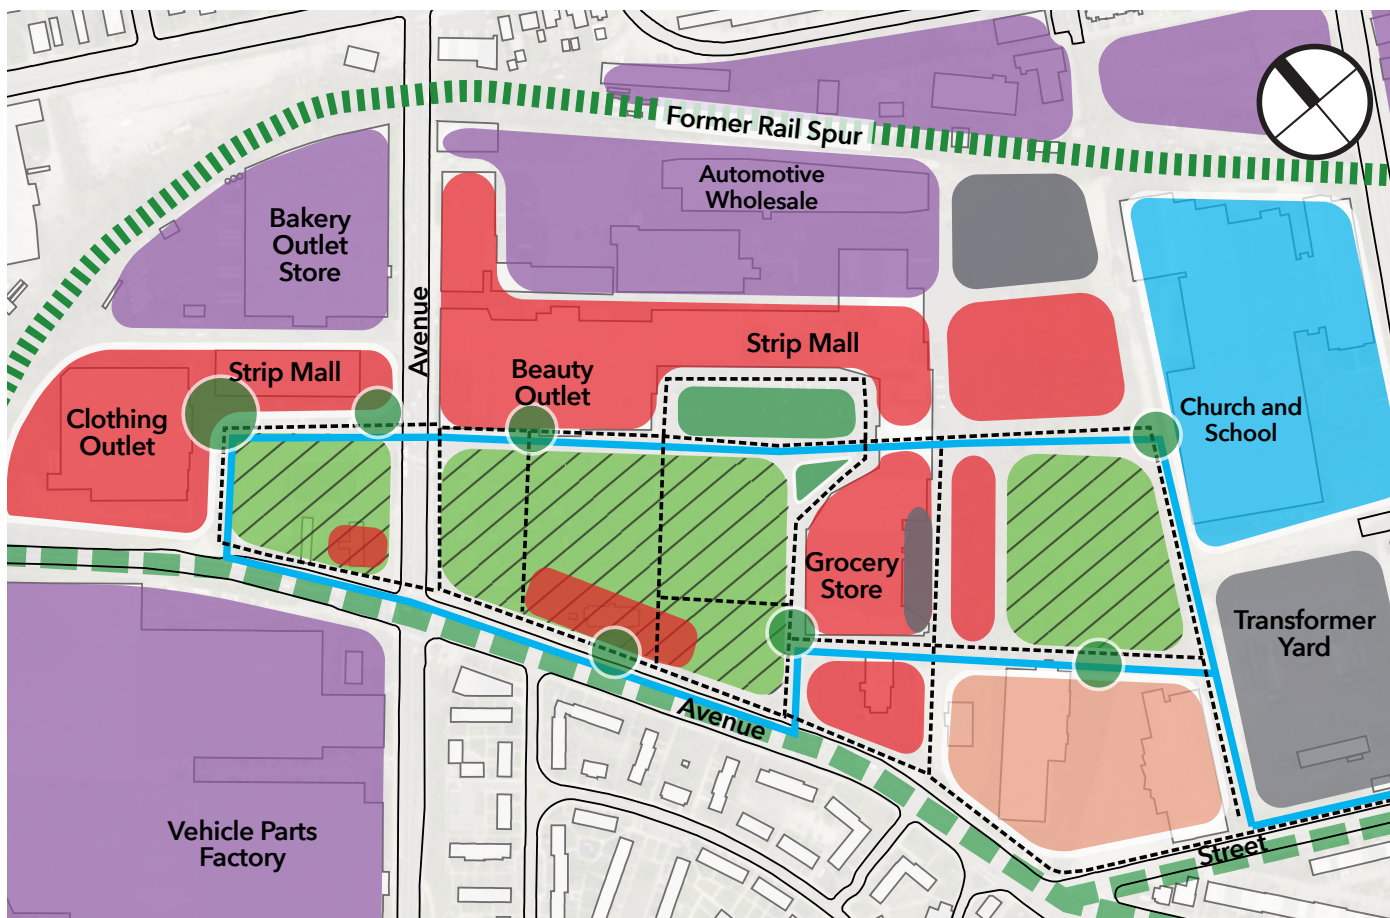 Former Rail Spur
Automotive
Wholesale
Bakery
Outlet
Store
Avenue
Strip Mall
Strip Mall
Beauty
Outlet
Clothing
Outlet
Church and
School
Grocery
Store
Transformer
Yard
Avenue
Vehicle Parts
Factory
Street